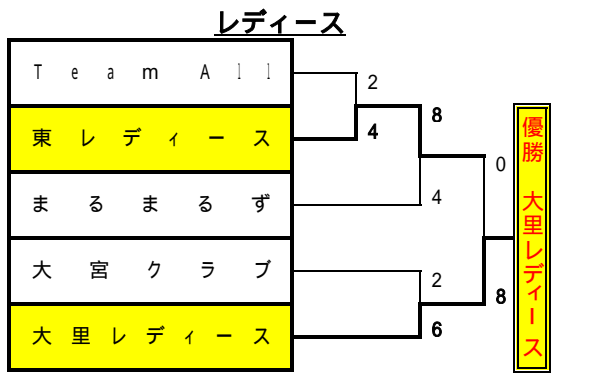 レディース
Team All
東レディース
まるまるず
大宮クラブ
大里レディース
2
4
8
4
2
6
0
8
優勝 大里レディース